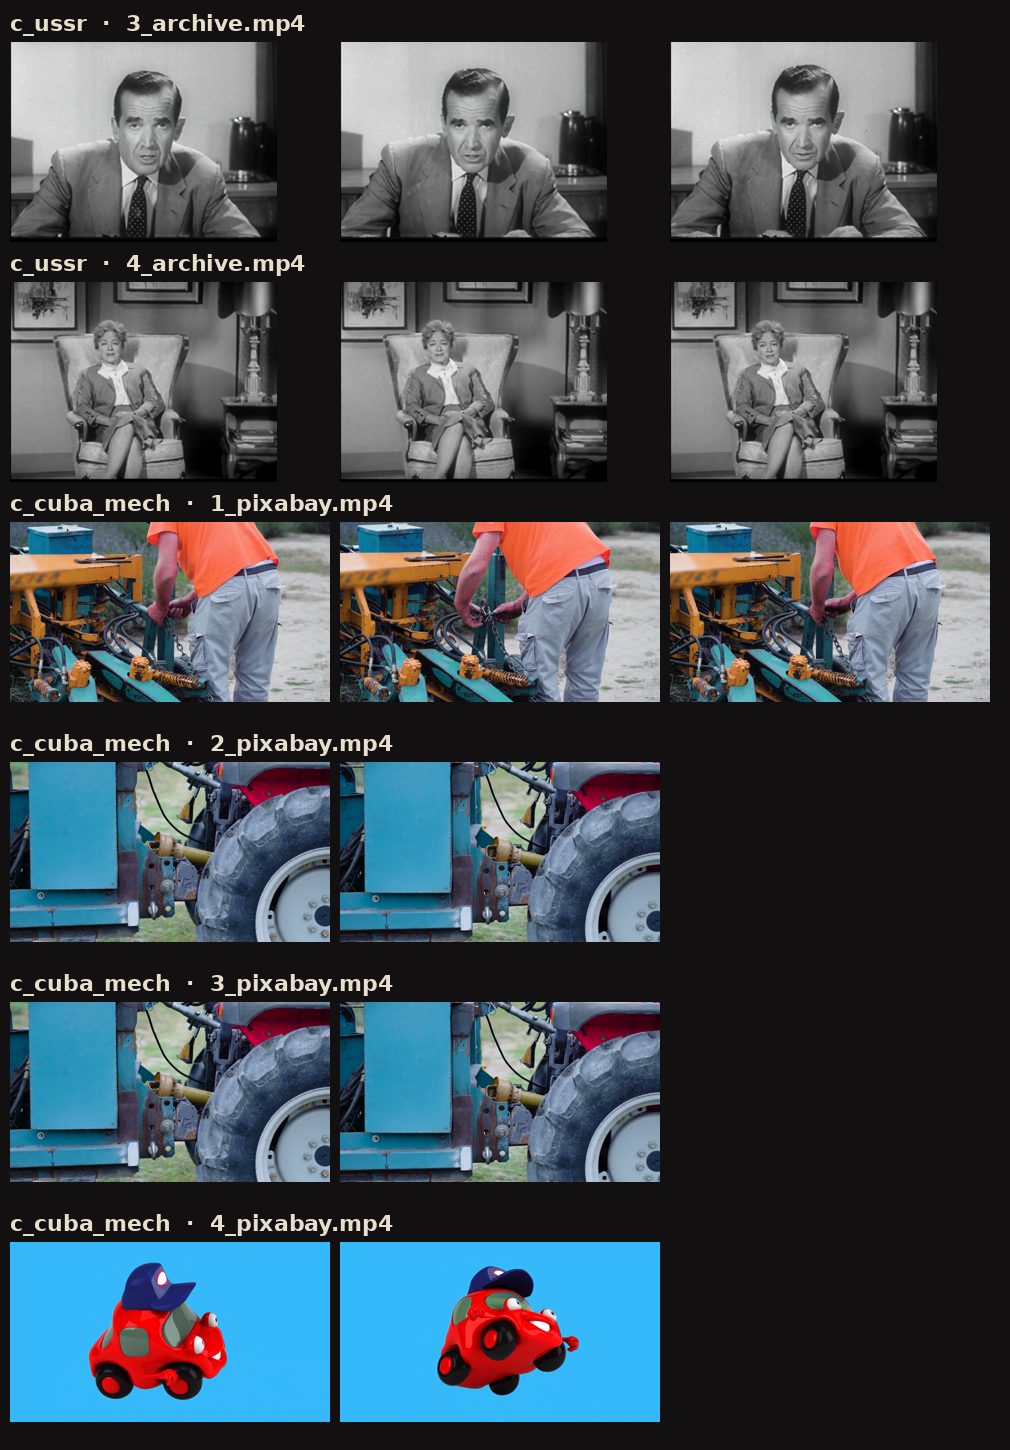 c_ussr · 3_archive.mp4
c_ussr · 4_archive.mp4
c_cuba_mech · 1_pixabay.mp4
c_cuba_mech · 2_pixabay.mp4
c_cuba_mech · 3_pixabay.mp4
c_cuba_mech · 4_pixabay.mp4